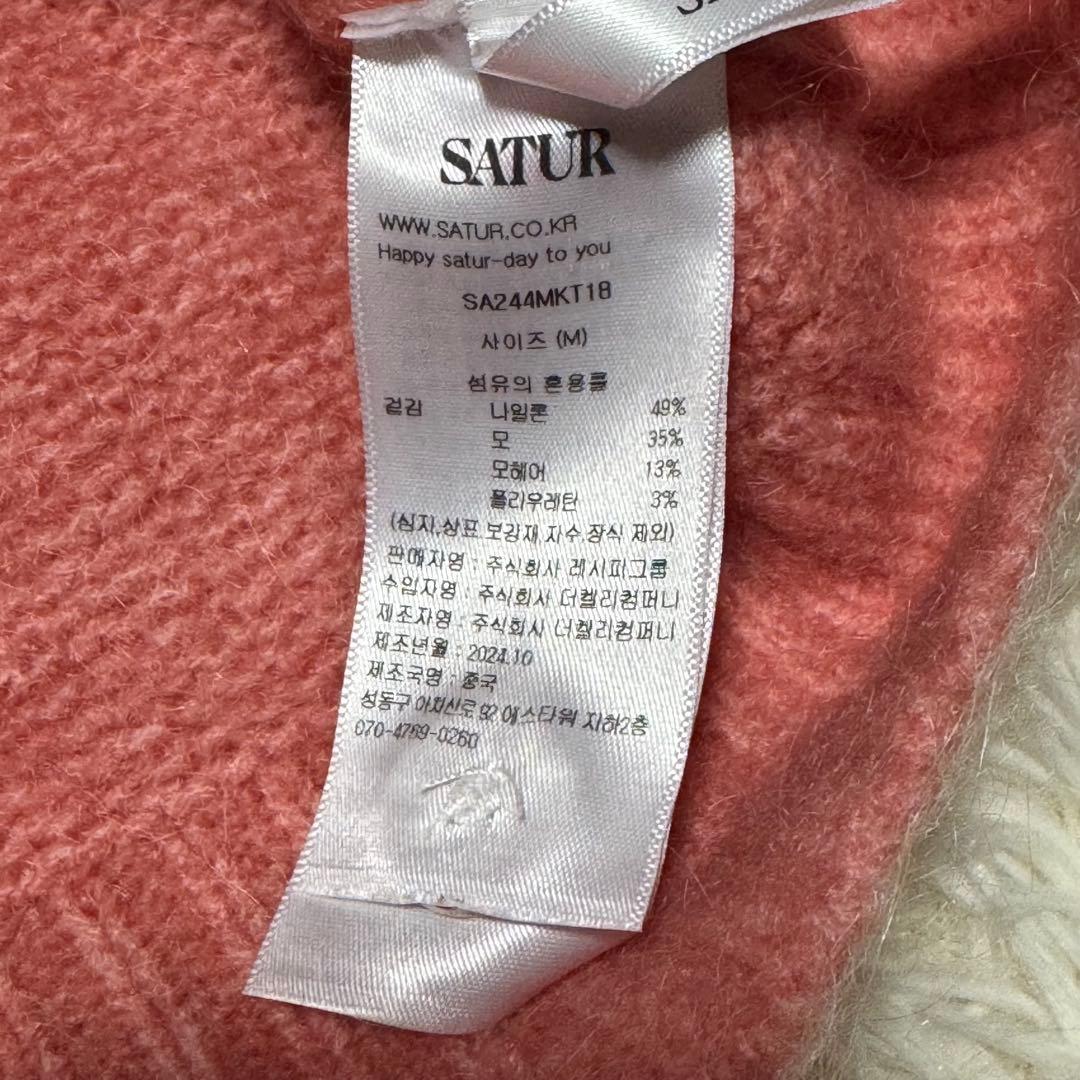 SATUR
WWW.SATUR.CO.KR
Happy satur-day to you
SA244MKT18
사이즈 (M)
섬유의 혼용률
겉감 나일론 49%
모 35%
모헤어 13%
폴리우레탄 3%
(심지,상표 보강재 자수 장식 제외)
판매자명 : 주식회사 레시피그룹
수입자명 : 주식회사 더켈리컴퍼니
제조자명 : 주식회사 더켈리컴퍼니
제조년월 : 2024.10
제조국명 : 중국
성동구 아차산로 92 에스타워 지하2층
070-4769-0260